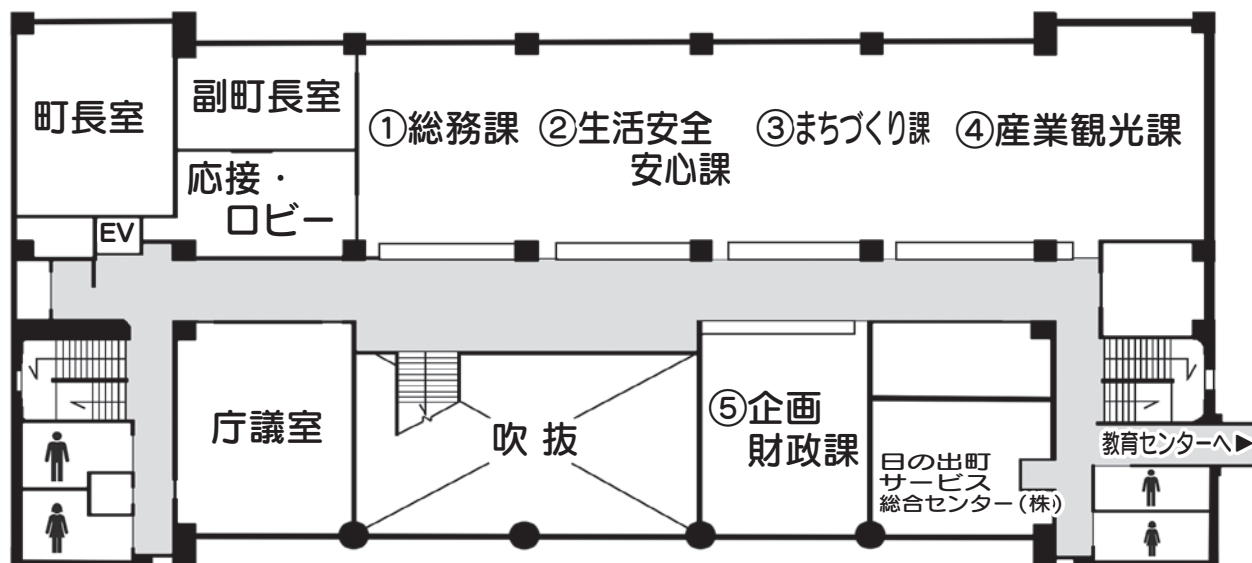 町長室
副町長室
応接・
ロビー
EV
①総務課
②生活安全
安心課
③まちづくり課
④産業観光課
庁議室
吹抜
⑤企画
財政課
日の出町
サービス
総合センター(株)
教育センターへ▶